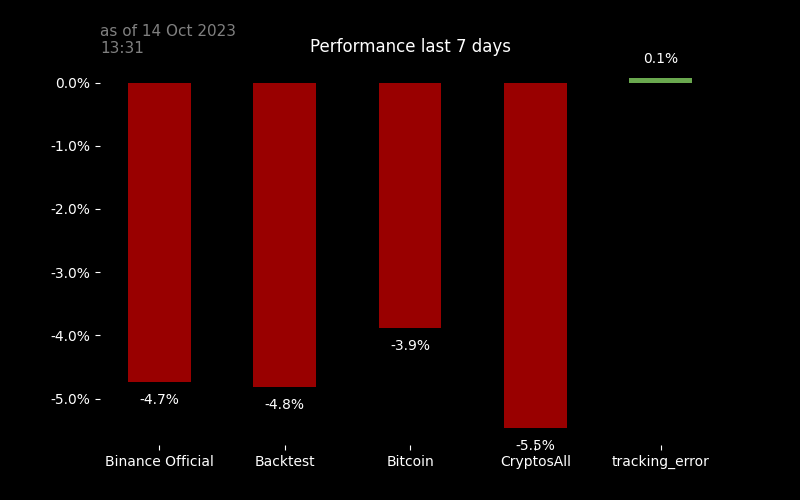 as of 14 Oct 2023
13:31
Performance last 7 days
0.1%
0.0%
-1.0%
-2.0%
-3.0%
-4.0%
-5.0%
-4.7%
-4.8%
-3.9%
-5.5%
Binance Official
Backtest
Bitcoin
CryptosAll
tracking_error